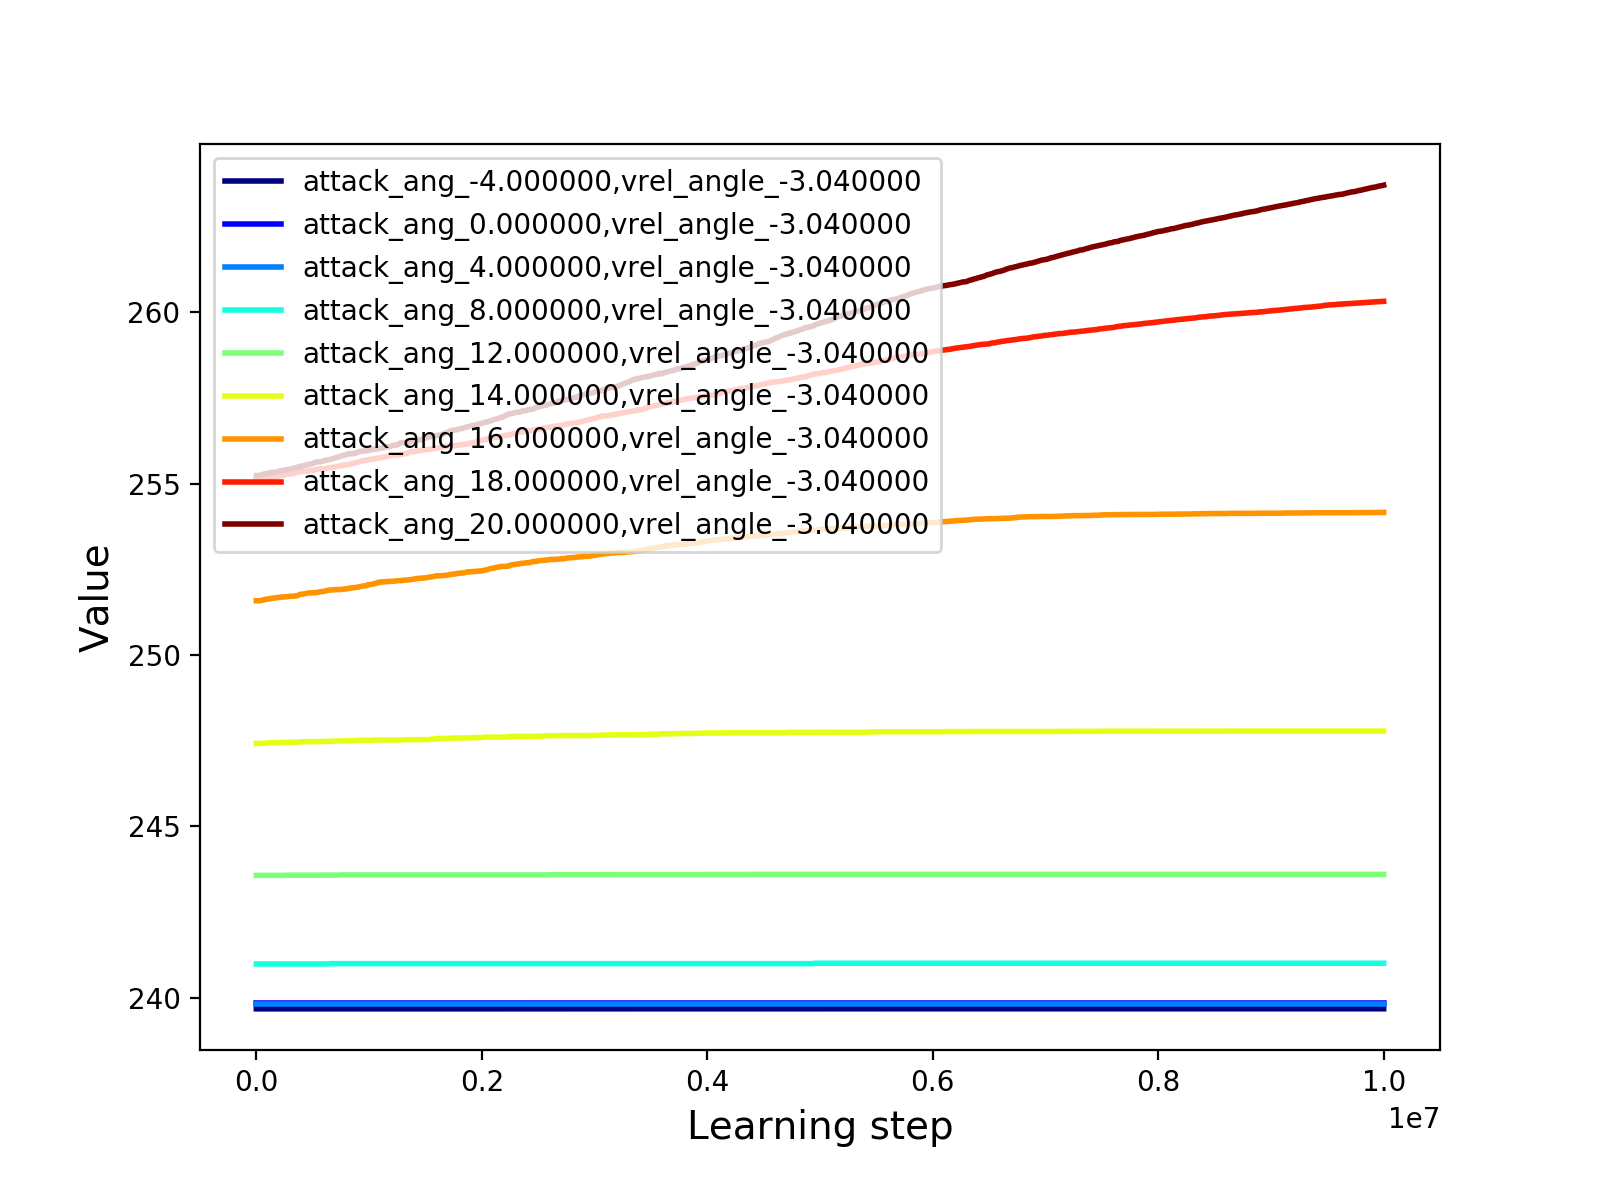 attack_ang_-4.000000,vrel_angle_-3.040000
attack_ang_0.000000,vrel_angle_-3.040000
attack_ang_4.000000,vrel_angle_-3.040000
attack_ang_8.000000,vrel_angle_-3.040000
attack_ang_12.000000,vrel_angle_-3.040000
attack_ang_14.000000,vrel_angle_-3.040000
attack_ang_16.000000,vrel_angle_-3.040000
attack_ang_18.000000,vrel_angle_-3.040000
attack_ang_20.000000,vrel_angle_-3.040000
260
255
250
245
240
Value
0.0 0.2 0.4 0.6 0.8 1.0
1e7
Learning step